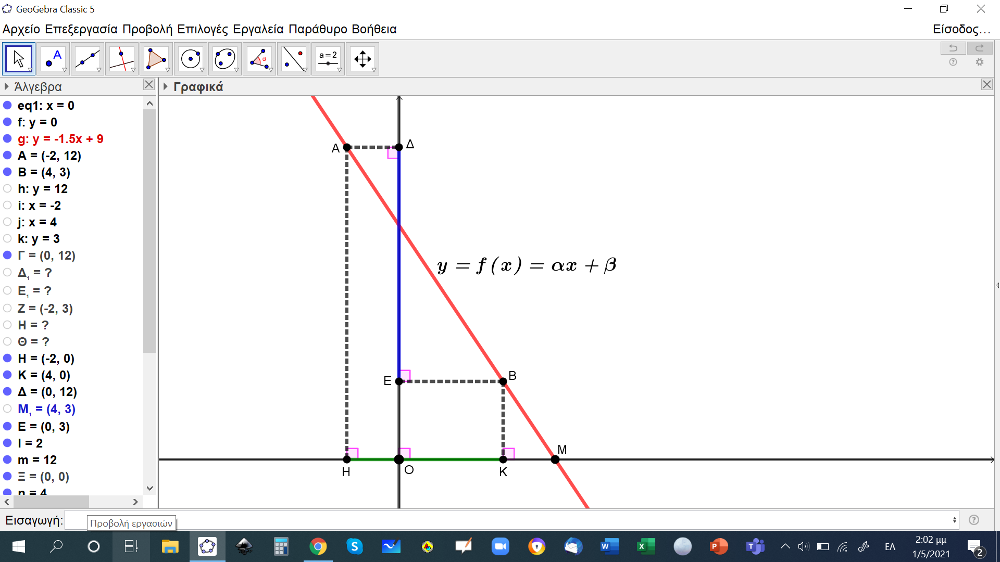 GeoGebra Classic 5
Αρχείο Επεξεργασία Προβολή Επιλογές Εργαλεία Παράθυρο Βοήθεια
Είσοδος...
A
α
a = 2
Άλγεβρα
Γραφικά
eq1: x = 0
f: y = 0
g: y = -1.5x + 9
A = (-2, 12)
B = (4, 3)
h: y = 12
i: x = -2
j: x = 4
k: y = 3
Γ = (0, 12)
Δ₁ = ?
E₁ = ?
Z = (-2, 3)
H = ?
Θ = ?
H = (-2, 0)
K = (4, 0)
Δ = (0, 12)
M₁ = (4, 3)
E = (0, 3)
l = 2
m = 12
Ξ = (0, 0)
n = 4
A
Δ
y = f(x) = αx + β
E
B
M
H
O
K
Εισαγωγή:
Προβολή εργασιών
ΕΛ
2:02 μμ
1/5/2021
2